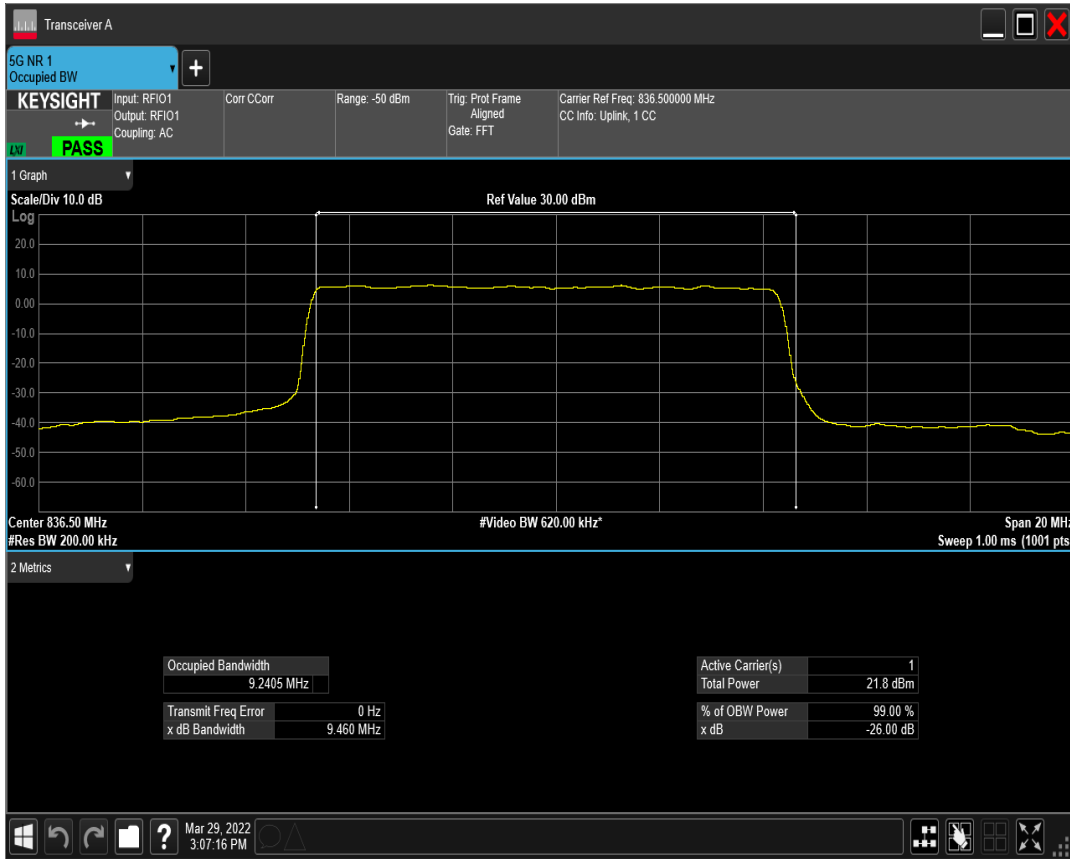 Transceiver A
5G NR 1
Occupied BW
+
KEYSIGHT
LXI
PASS
Input: RFIO1
Output: RFIO1
Coupling: AC
Corr CCorr
Range: -50 dBm
Trig: Prot Frame
Aligned
Gate: FFT
Carrier Ref Freq: 836.500000 MHz
CC Info: Uplink, 1 CC
1 Graph
Scale/Div 10.0 dB
Ref Value 30.00 dBm
Log
20.0
10.0
0.00
-10.0
-20.0
-30.0
-40.0
-50.0
-60.0
Center 836.50 MHz
#Video BW 620.00 kHz*
Span 20 MHz
#Res BW 200.00 kHz
Sweep 1.00 ms (1001 pts
2 Metrics
Occupied Bandwidth
9.2405 MHz
Transmit Freq Error 0 Hz
x dB Bandwidth 9.460 MHz
Active Carrier(s) 1
Total Power 21.8 dBm
% of OBW Power 99.00 %
x dB -26.00 dB
?
Mar 29, 2022
3:07:16 PM